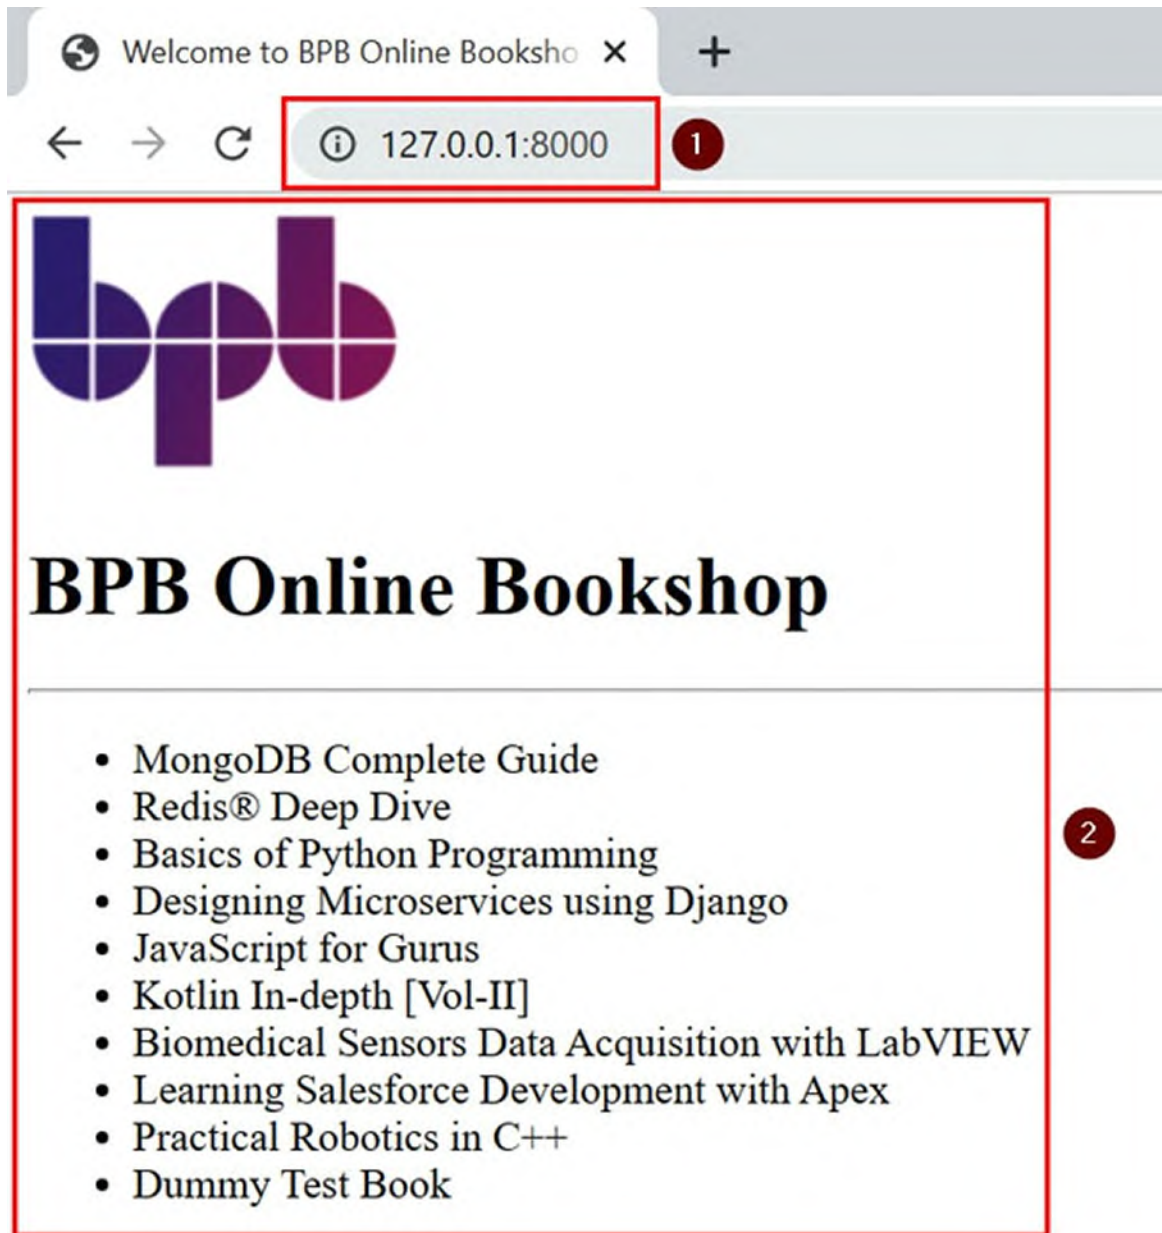 Welcome to BPB Online Booksho
127.0.0.1:8000
1
bpb
BPB Online Bookshop
MongoDB Complete Guide
Redis® Deep Dive
Basics of Python Programming
Designing Microservices using Django
JavaScript for Gurus
Kotlin In-depth [Vol-II]
2
Biomedical Sensors Data Acquisition with LabVIEW
Learning Salesforce Development with Apex
Practical Robotics in C++
Dummy Test Book